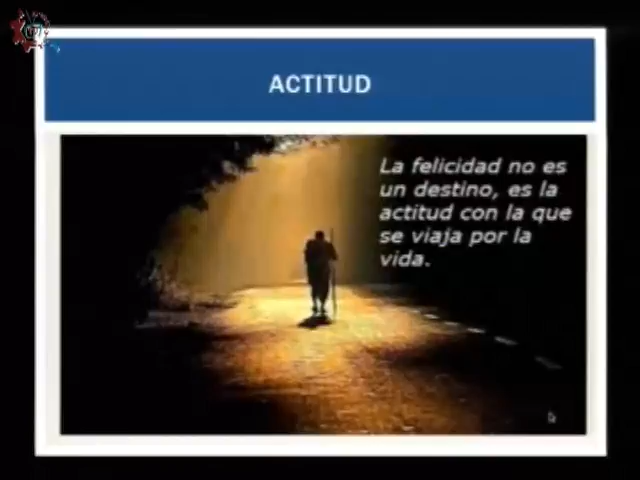 ACTITUD
La felicidad no es
un destino, es la
actitud con la que
se viaja por la
vida.